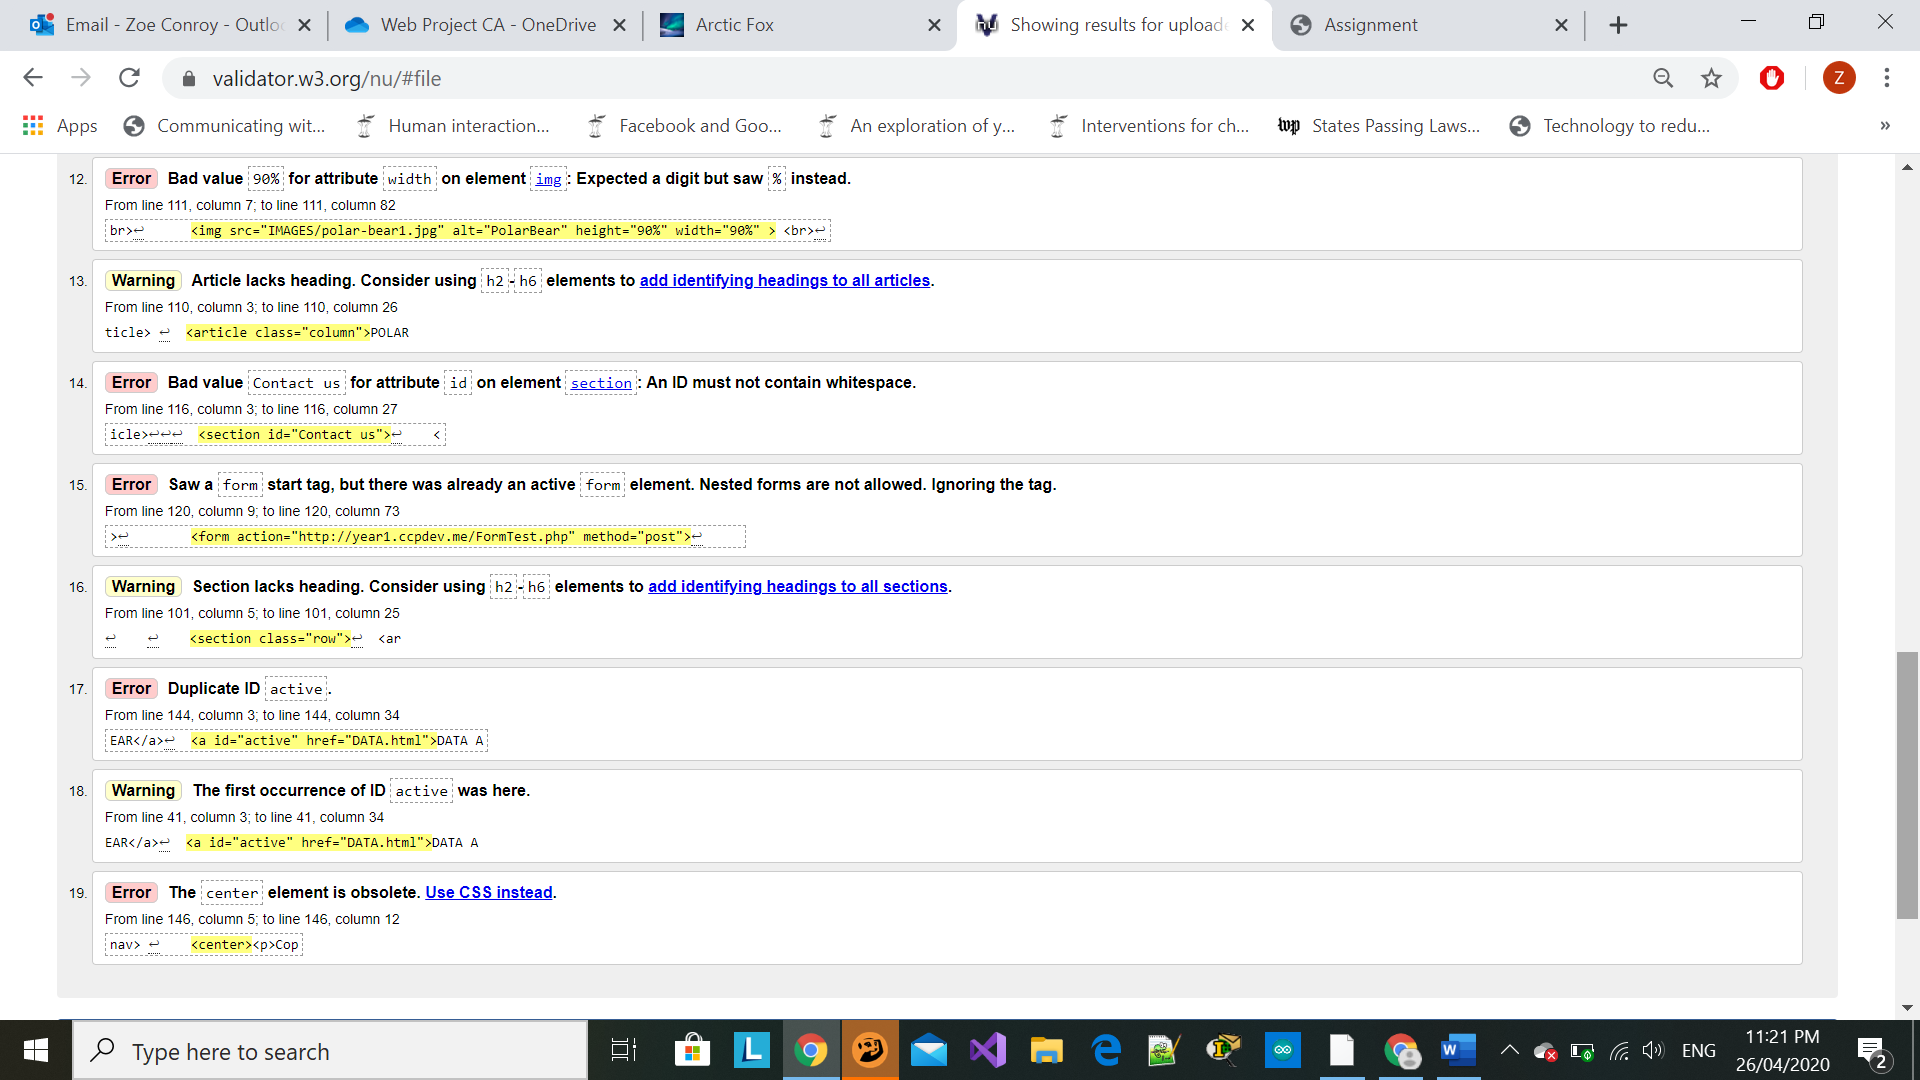 Email - Zoe Conroy - Outlo
Web Project CA - OneDrive
Arctic Fox
Showing results for uploade
Assignment
validator.w3.org/nu/#file
Z
Apps
Communicating wit...
Human interaction...
Facebook and Goo...
An exploration of y...
Interventions for ch...
wp States Passing Laws...
Technology to redu...
»
12. Error Bad value 90% for attribute width on element img: Expected a digit but saw % instead.
From line 111, column 7; to line 111, column 82
br>↩ <img src="IMAGES/polar-bear1.jpg" alt="PolarBear" height="90%" width="90%" > <br>↩
13. Warning Article lacks heading. Consider using h2-h6 elements to add identifying headings to all articles.
From line 110, column 3; to line 110, column 26
ticle> ↩ <article class="column">POLAR
14. Error Bad value Contact us for attribute id on element section: An ID must not contain whitespace.
From line 116, column 3; to line 116, column 27
icle>↩↩↩ <section id="Contact us">↩ <
15. Error Saw a form start tag, but there was already an active form element. Nested forms are not allowed. Ignoring the tag.
From line 120, column 9; to line 120, column 73
>↩ <form action="http://year1.ccpdev.me/FormTest.php" method="post">↩
16. Warning Section lacks heading. Consider using h2-h6 elements to add identifying headings to all sections.
From line 101, column 5; to line 101, column 25
↩ ↩ <section class="row">↩ <ar
17. Error Duplicate ID active.
From line 144, column 3; to line 144, column 34
EAR</a>↩ <a id="active" href="DATA.html">DATA A
18. Warning The first occurrence of ID active was here.
From line 41, column 3; to line 41, column 34
EAR</a>↩ <a id="active" href="DATA.html">DATA A
19. Error The center element is obsolete. Use CSS instead.
From line 146, column 5; to line 146, column 12
nav> ↩ <center><p>Cop
Type here to search
L
W
ENG
11:21 PM
26/04/2020
2